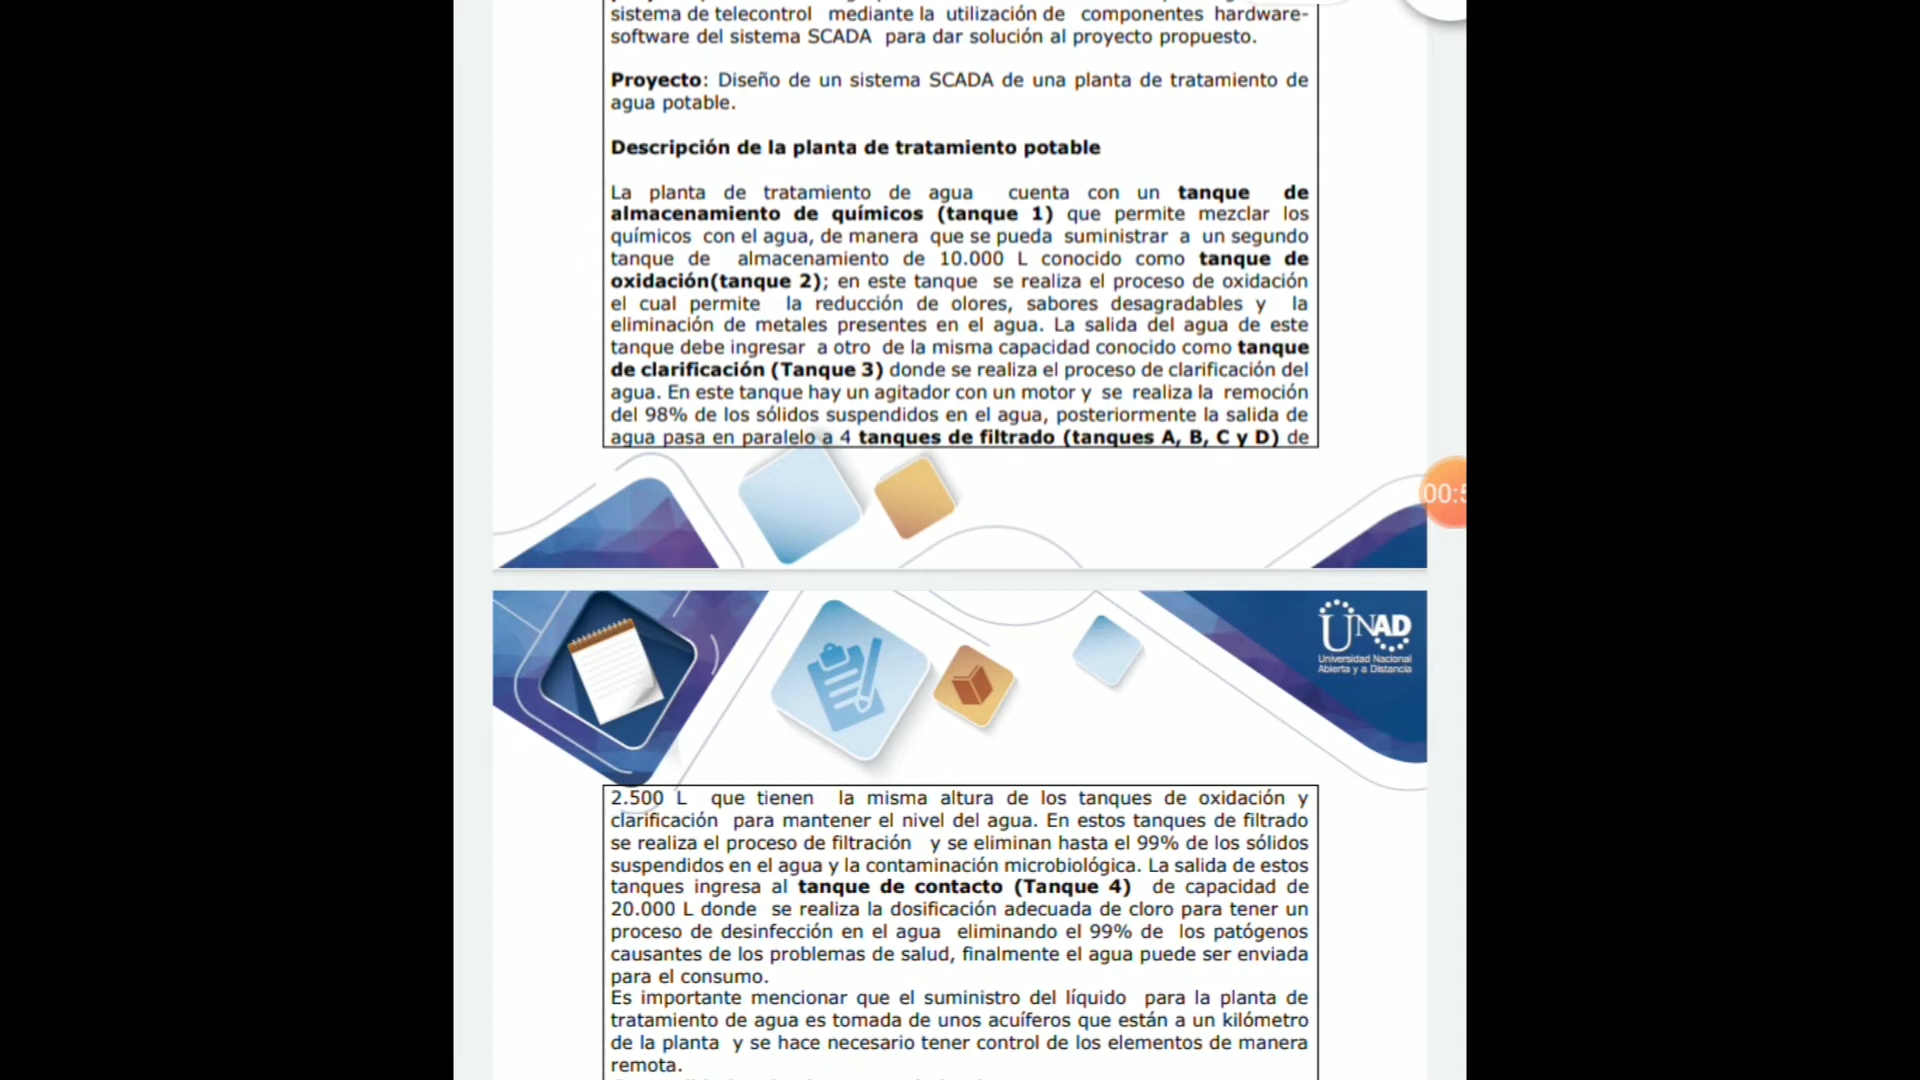 sistema de telecontrol mediante la utilización de componentes hardware-
software del sistema SCADA para dar solución al proyecto propuesto.
Proyecto: Diseño de un sistema SCADA de una planta de tratamiento de
agua potable.
Descripción de la planta de tratamiento potable
La planta de tratamiento de agua cuenta con un tanque de
almacenamiento de químicos (tanque 1) que permite mezclar los
químicos con el agua, de manera que se pueda suministrar a un segundo
tanque de almacenamiento de 10.000 L conocido como tanque de
oxidación(tanque 2); en este tanque se realiza el proceso de oxidación
el cual permite la reducción de olores, sabores desagradables y la
eliminación de metales presentes en el agua. La salida del agua de este
tanque debe ingresar a otro de la misma capacidad conocido como tanque
de clarificación (Tanque 3) donde se realiza el proceso de clarificación del
agua. En este tanque hay un agitador con un motor y se realiza la remoción
del 98% de los sólidos suspendidos en el agua, posteriormente la salida de
agua pasa en paralelo a 4 tanques de filtrado (tanques A, B, C y D) de
00:5
UNAD
Universidad Nacional
Abierta y a Distancia
2.500 L que tienen la misma altura de los tanques de oxidación y
clarificación para mantener el nivel del agua. En estos tanques de filtrado
se realiza el proceso de filtración y se eliminan hasta el 99% de los sólidos
suspendidos en el agua y la contaminación microbiológica. La salida de estos
tanques ingresa al tanque de contacto (Tanque 4) de capacidad de
20.000 L donde se realiza la dosificación adecuada de cloro para tener un
proceso de desinfección en el agua eliminando el 99% de los patógenos
causantes de los problemas de salud, finalmente el agua puede ser enviada
para el consumo.
Es importante mencionar que el suministro del líquido para la planta de
tratamiento de agua es tomada de unos acuíferos que están a un kilómetro
de la planta y se hace necesario tener control de los elementos de manera
remota.